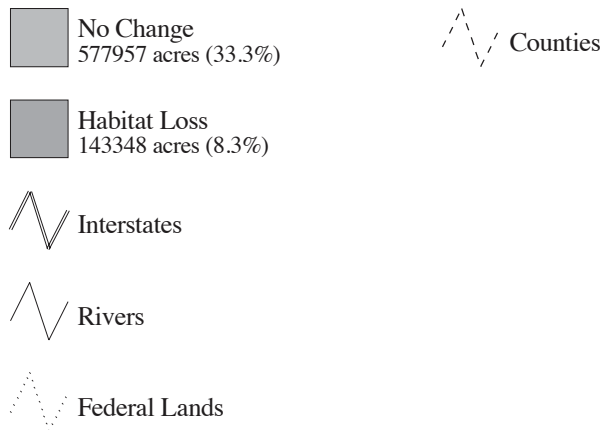 No Change
577957 acres (33.3%)
Habitat Loss
143348 acres (8.3%)
Interstates
Rivers
Federal Lands
Counties